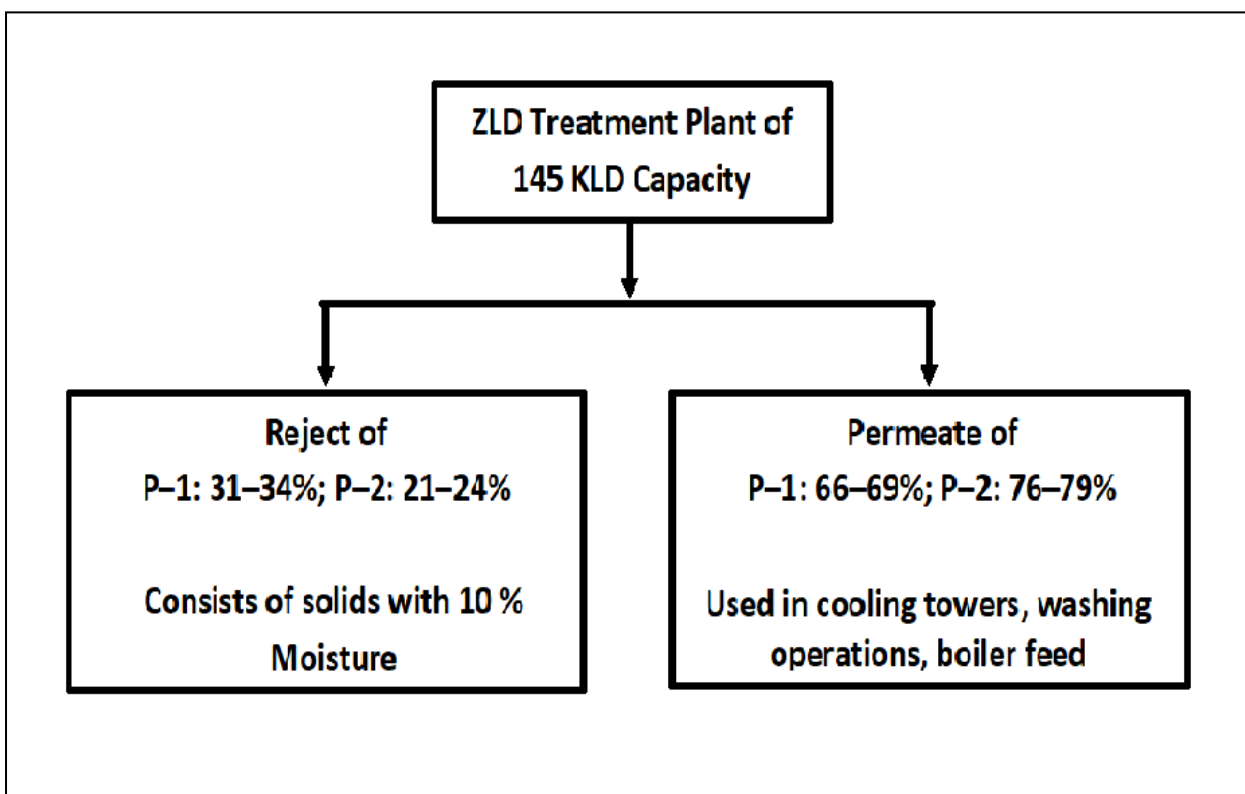 ZLD Treatment Plant of
145 KLD Capacity
Reject of
P–1: 31–34%; P–2: 21–24%
Consists of solids with 10 %
Moisture
Permeate of
P–1: 66–69%; P–2: 76–79%
Used in cooling towers, washing
operations, boiler feed